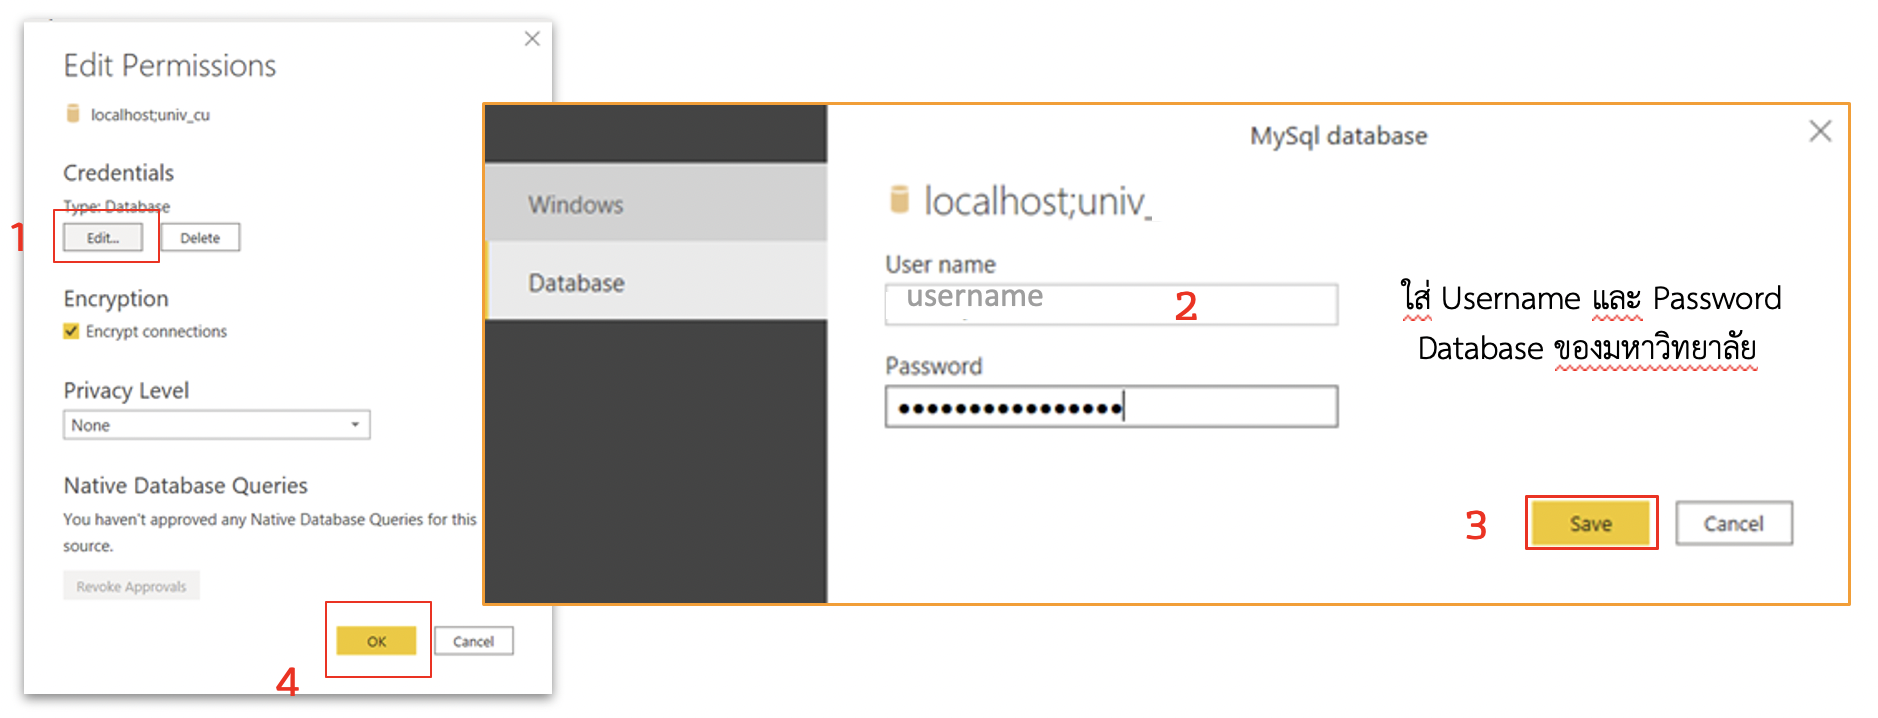 Edit Permissions
localhost;univ_cu
Credentials
Type: Database
1
Edit...
Delete
Encryption
Encrypt connections
Privacy Level
None
Native Database Queries
You haven't approved any Native Database Queries for this
source.
Revoke Approvals
OK
Cancel
4
MySql database
Windows
Database
localhost;univ_
User name
username
2
Password
ใส่ Username และ Password
Database ของมหาวิทยาลัย
3
Save
Cancel